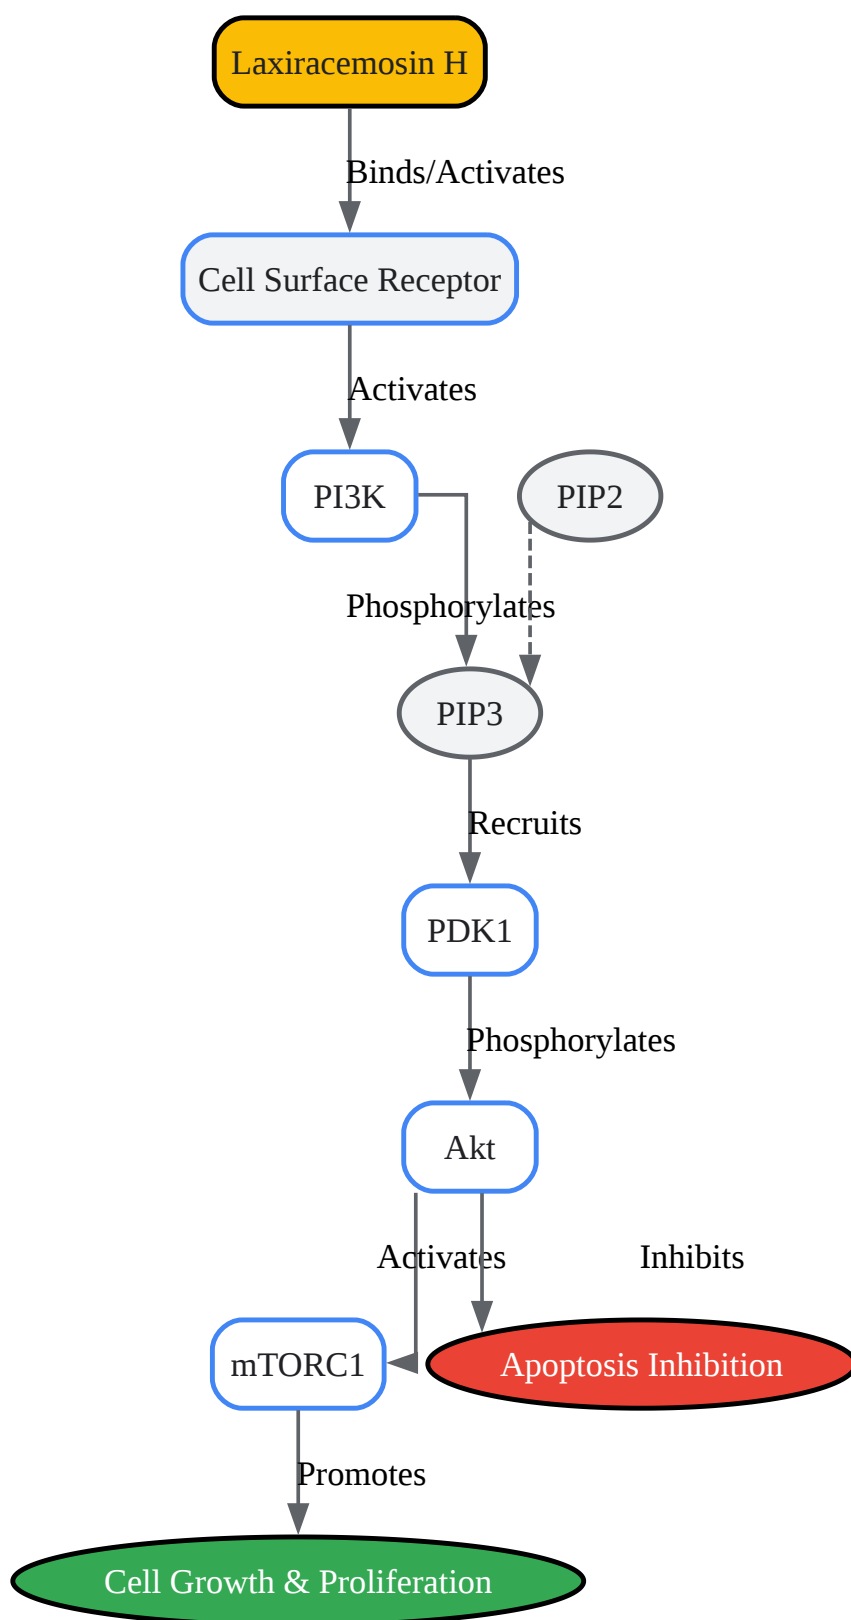 Laxiracemosin H
Binds/Activates
Cell Surface Receptor
Activates
PI3K
PIP2
Phosphorylates
PIP3
Recruits
PDK1
Phosphorylates
Akt
Activates
Inhibits
mTORC1
Apoptosis Inhibition
Promotes
Cell Growth & Proliferation